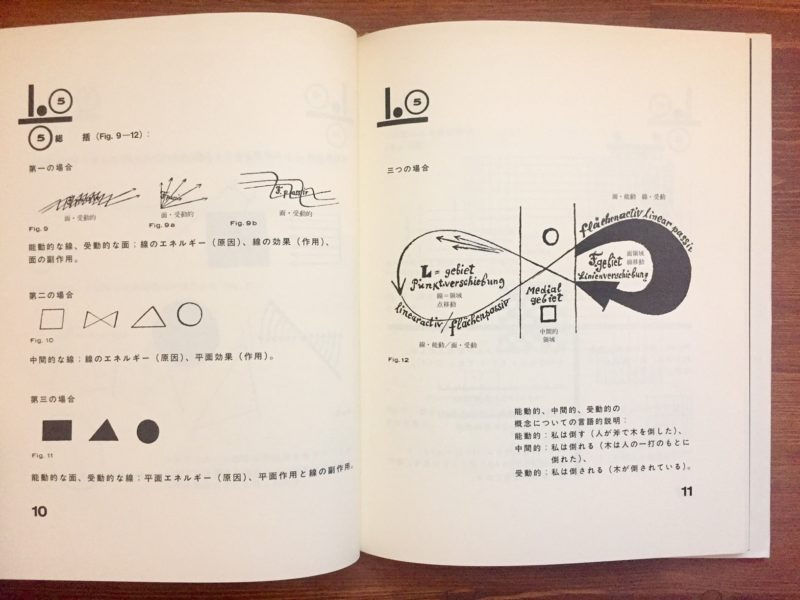 1. 5
5 総 括（Fig. 9—12）:
第一の場合
F. passiv
面・受動的
面・受動的
面・受動的
Fig. 9
Fig. 9a
Fig. 9b
能動的な線、受動的な面；線のエネルギー（原因）、線の効果（作用）、
面の副作用。
第二の場合
Fig. 10
中間的な線：線のエネルギー（原因）、平面効果（作用）。
第三の場合
Fig. 11
能動的な面、受動的な線：平面エネルギー（原因）、平面作用と線の副作用。
10
1. 5
三つの場合
面・能動 線・受動
flächenactiv linear-passiv
L = gebiet
Punktverschiebung
線＝領域
点移動
linearactiv / flächenpassiv
線・能動／面・受動
Medial
gebiet
中間的
領域
F. gebiet
面領域
線移動
Linienverschiebung
Fig. 12
能動的、中間的、受動的の
概念についての言語的説明：
能動的：私は倒す（人が斧で木を倒した）、
中間的：私は倒れる（木は人の一打のもとに
倒れた）、
受動的：私は倒される（木が倒されている）。
11